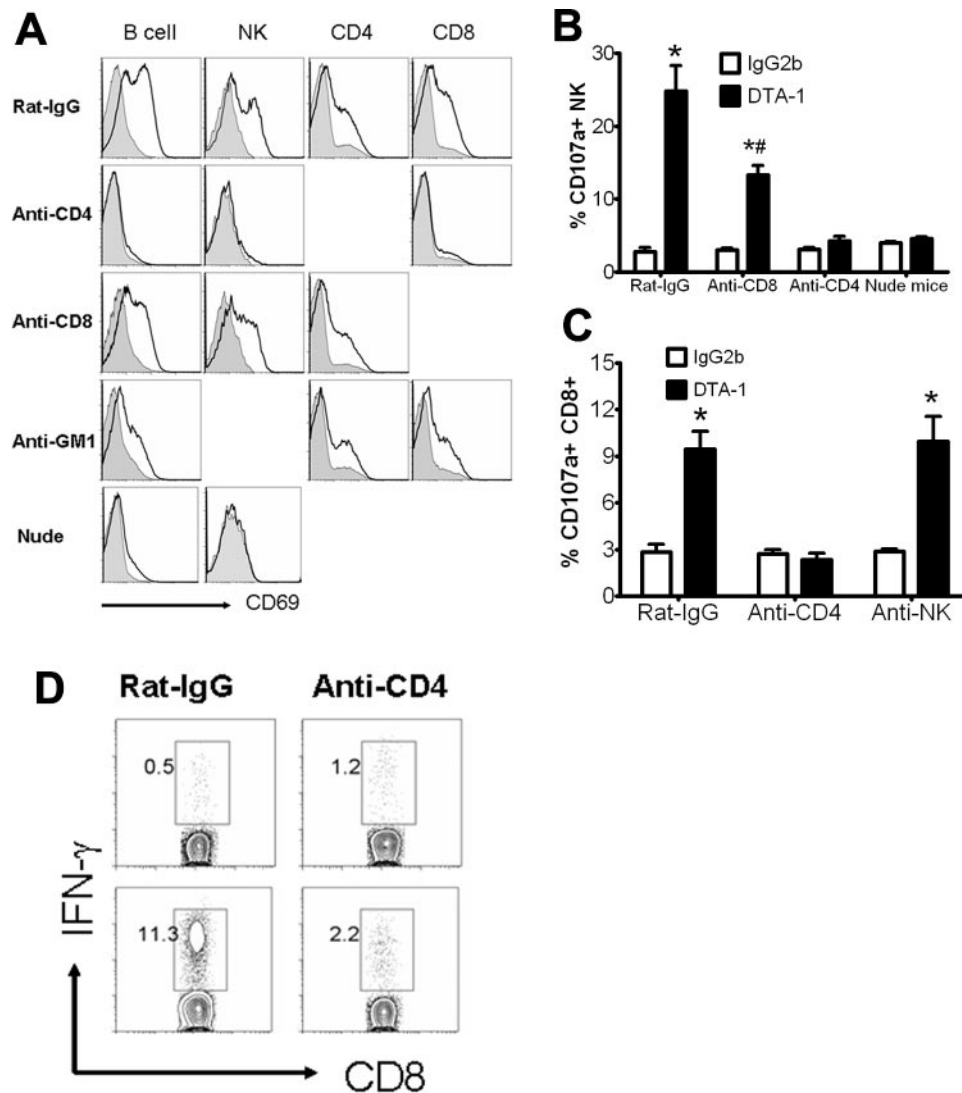 A
B cell NK CD4 CD8
Rat-IgG
Anti-CD4
Anti-CD8
Anti-GM1
Nude
CD69
B
% CD107a+ NK
30
20
10
0
IgG2b
DTA-1
*
*#
Rat-IgG Anti-CD8 Anti-CD4 Nude mice
C
% CD107a+ CD8+
15
12
9
6
3
0
IgG2b
DTA-1
*
*
Rat-IgG Anti-CD4 Anti-NK
D
Rat-IgG Anti-CD4
0.5 1.2
11.3 2.2
IFN-γ
CD8